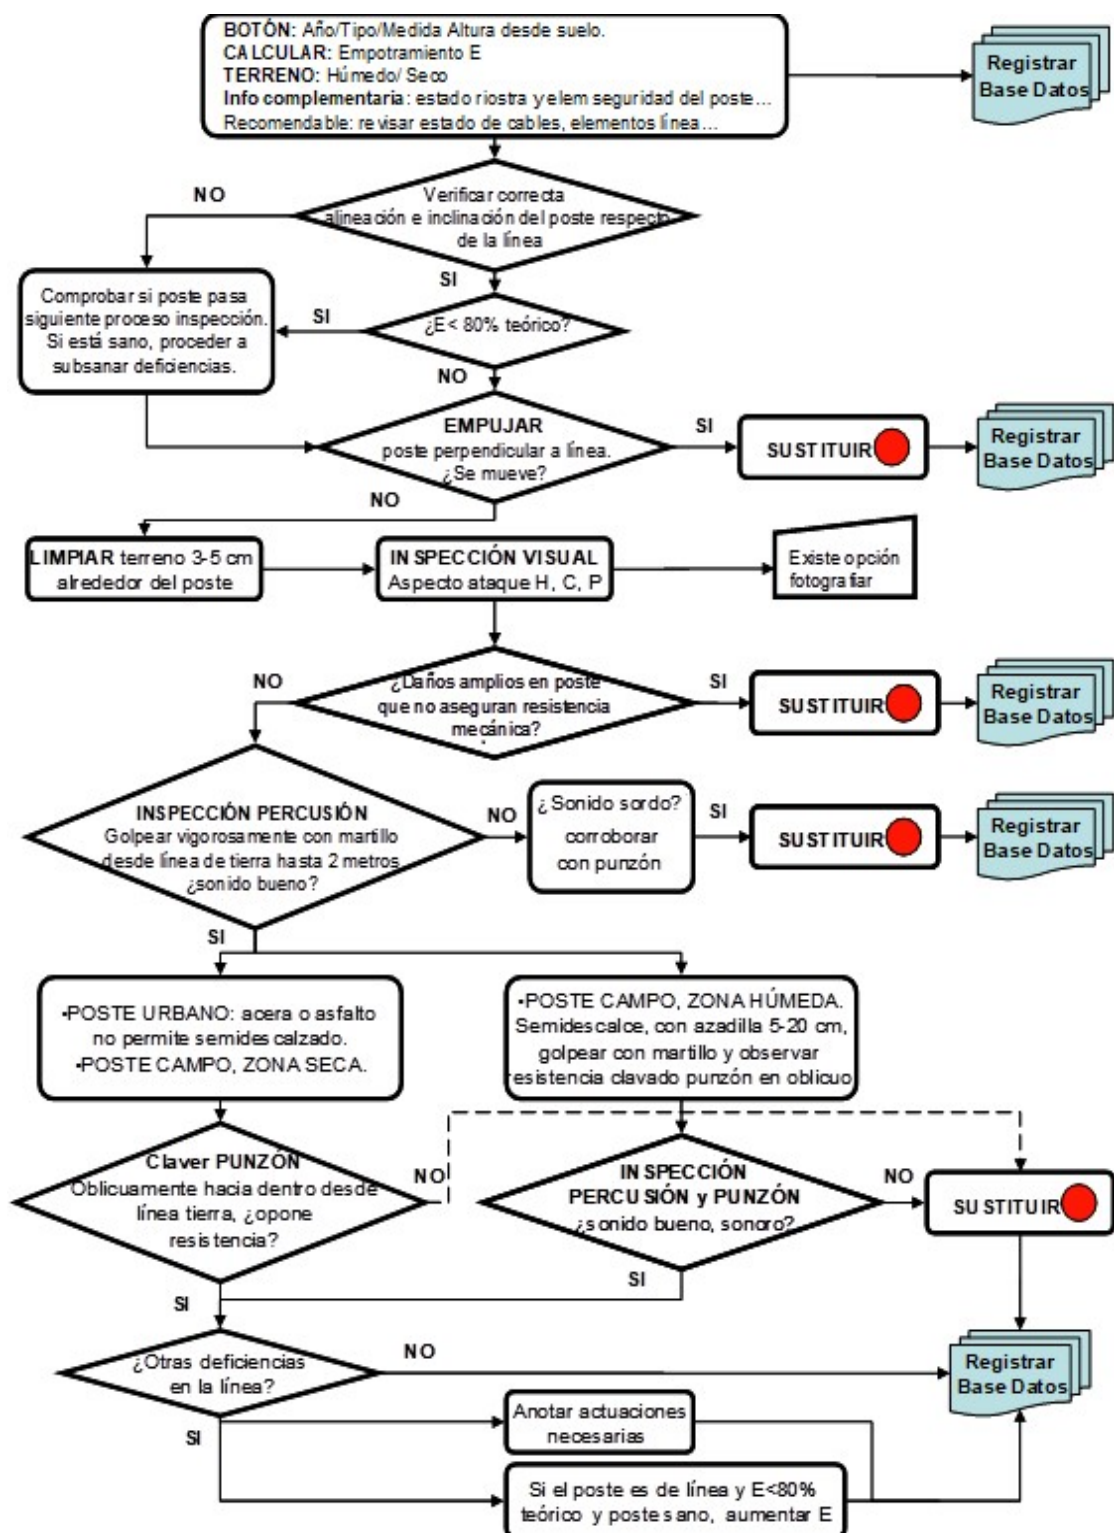 BOTÓN: Año/Tipo/Medida Altura desde suelo.
CALCULAR: Empotramiento E
TERRENO: Húmedo/ Seco
Info complementaria: estado riostra y elem seguridad del poste...
Recomendable: revisar estado de cables, elementos línea...
Registrar
Base Datos
NO
Verificar correcta
alineación e inclinación del poste respecto
de la línea
SI
Comprobar si poste pasa
siguiente proceso inspección.
Si está sano, proceder a
subsanar deficiencias.
SI
¿E< 80% teórico?
NO
EMPUJAR
poste perpendicular a línea.
¿Se mueve?
SI
SUSTITUIR
Registrar
Base Datos
NO
LIMPIAR terreno 3-5 cm
alrededor del poste
INSPECCIÓN VISUAL
Aspecto ataque H, C, P
Existe opción
fotografiar
NO
¿Daños amplios en poste
que no aseguran resistencia
mecánica?
SI
SUSTITUIR
Registrar
Base Datos
INSPECCIÓN PERCUSIÓN
Golpear vigorosamente con martillo
desde línea de tierra hasta 2 metros
¿sonido bueno?
NO
¿Sonido sordo?
corroborar
con punzón
SI
SUSTITUIR
Registrar
Base Datos
SI
•POSTE URBANO: acera o asfalto
no permite semidescalzado.
•POSTE CAMPO, ZONA SECA.
•POSTE CAMPO, ZONA HÚMEDA.
Semidescalce, con azadilla 5-20 cm,
golpear con martillo y observar
resistencia clavado punzón en oblicuo
Claver PUNZÓN
Oblicuamente hacia dentro desde
línea tierra, ¿opone
resistencia?
NO
INSPECCIÓN
PERCUSIÓN y PUNZÓN
¿sonido bueno, sonoro?
NO
SUSTITUIR
SI
SI
¿Otras deficiencias
en la línea?
NO
Registrar
Base Datos
SI
Anotar actuaciones
necesarias
Si el poste es de línea y E<80%
teórico y poste sano, aumentar E